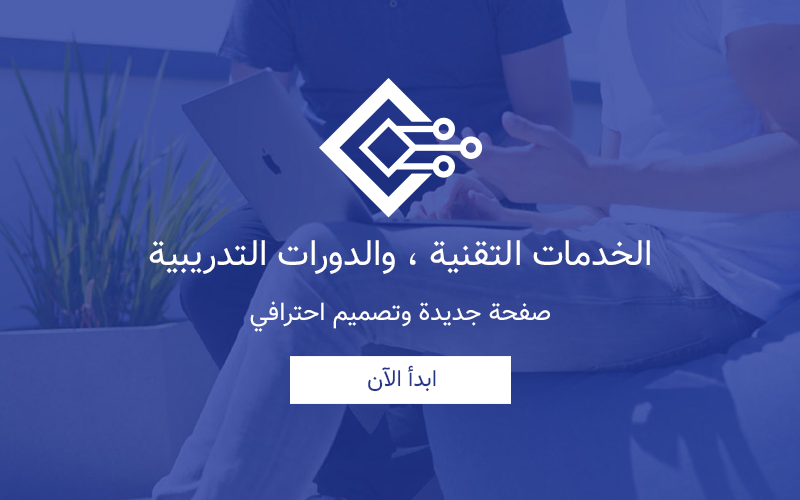 الخدمات التقنية ، والدورات التدريبية
صفحة جديدة وتصميم احترافي
ابدأ الآن